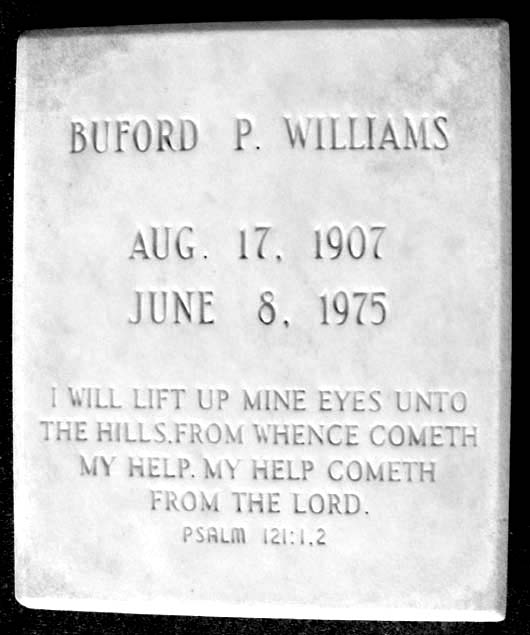 BUFORD P. WILLIAMS
AUG. 17, 1907
JUNE 8, 1975
I WILL LIFT UP MINE EYES UNTO
THE HILLS, FROM WHENCE COMETH
MY HELP. MY HELP COMETH
FROM THE LORD.
PSALM 121:1,2